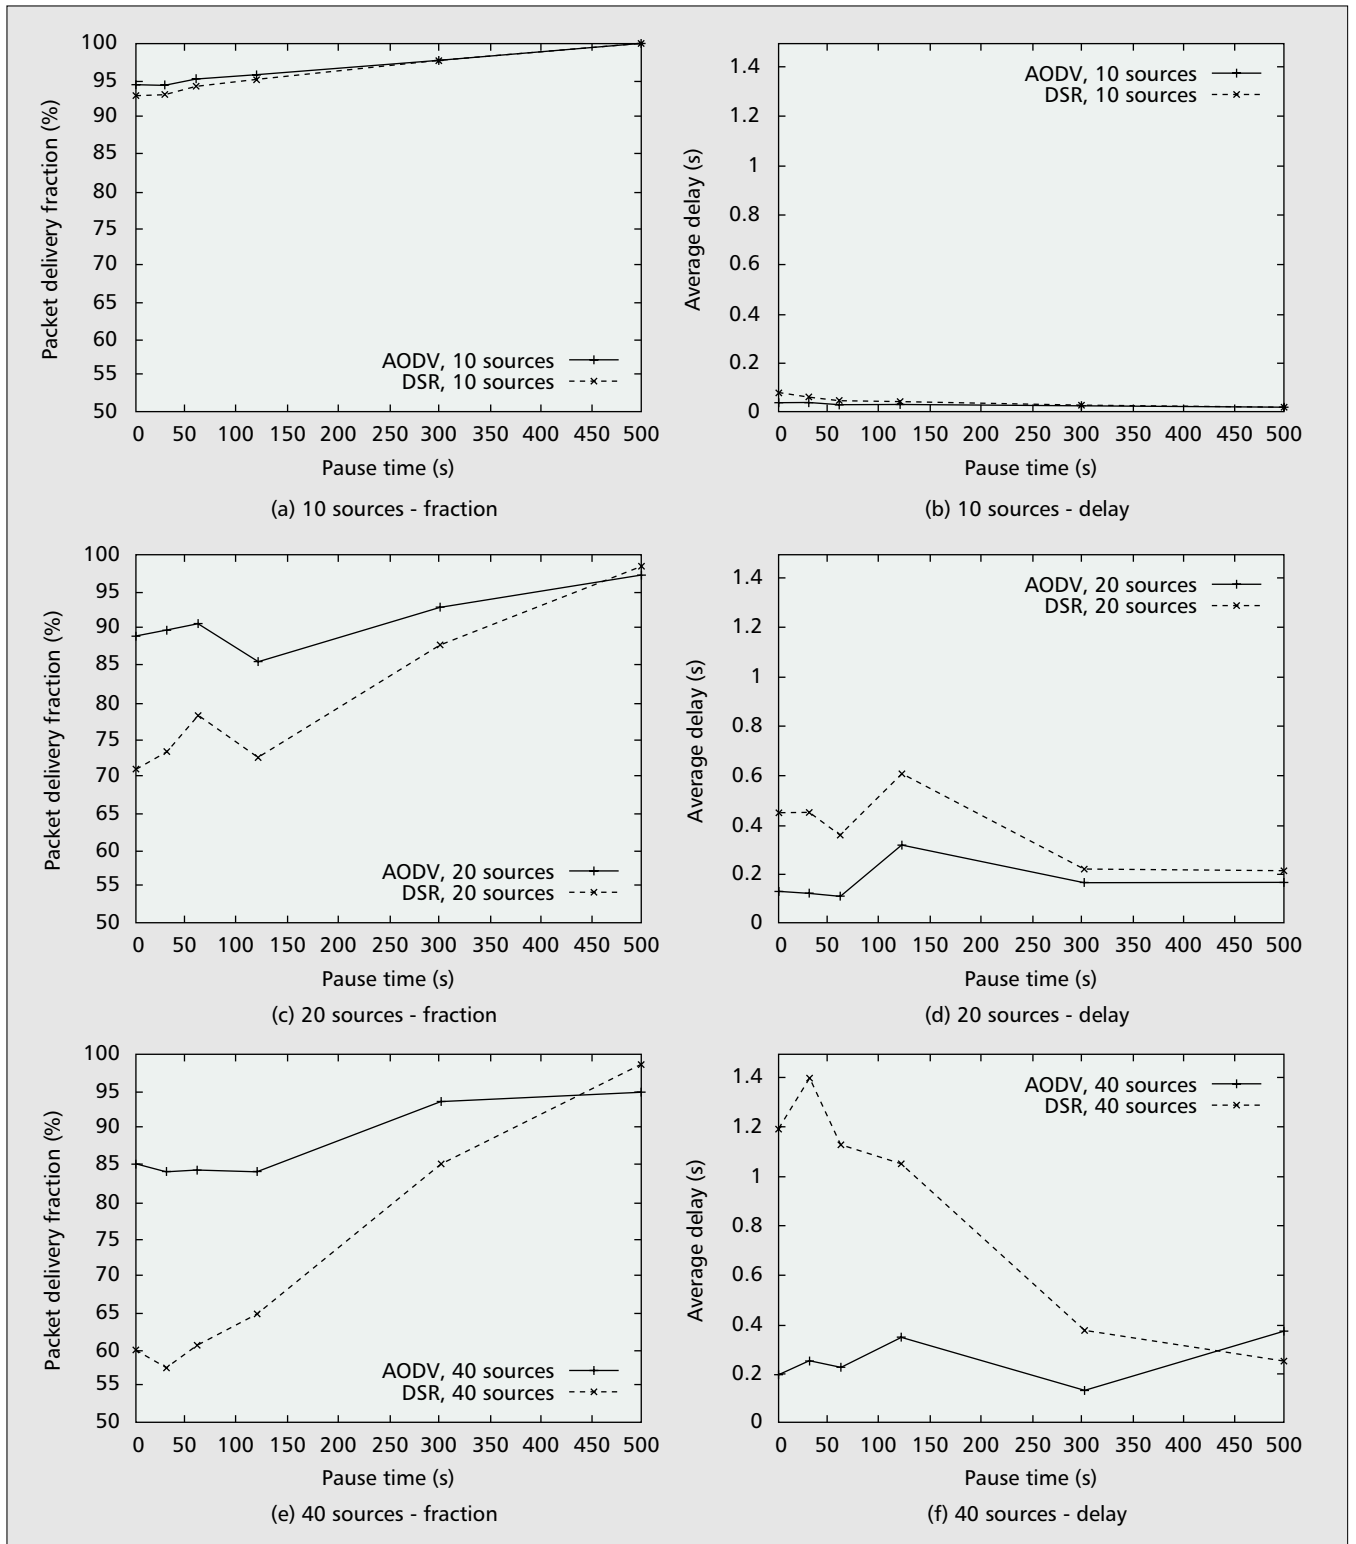 100
95
90
85
80
75
70
65
60
55
50
Packet delivery fraction (%)
AODV, 10 sources
DSR, 10 sources
0 50 100 150 200 250 300 350 400 450 500
Pause time (s)
(a) 10 sources - fraction
1.4
1.2
1
0.8
0.6
0.4
0.2
0
Average delay (s)
AODV, 10 sources
DSR, 10 sources
0 50 100 150 200 250 300 350 400 450 500
Pause time (s)
(b) 10 sources - delay
100
95
90
85
80
75
70
65
60
55
50
Packet delivery fraction (%)
AODV, 20 sources
DSR, 20 sources
0 50 100 150 200 250 300 350 400 450 500
Pause time (s)
(c) 20 sources - fraction
1.4
1.2
1
0.8
0.6
0.4
0.2
0
Average delay (s)
AODV, 20 sources
DSR, 20 sources
0 50 100 150 200 250 300 350 400 450 500
Pause time (s)
(d) 20 sources - delay
100
95
90
85
80
75
70
65
60
55
50
Packet delivery fraction (%)
AODV, 40 sources
DSR, 40 sources
0 50 100 150 200 250 300 350 400 450 500
Pause time (s)
(e) 40 sources - fraction
1.4
1.2
1
0.8
0.6
0.4
0.2
0
Average delay (s)
AODV, 40 sources
DSR, 40 sources
0 50 100 150 200 250 300 350 400 450 500
Pause time (s)
(f) 40 sources - delay